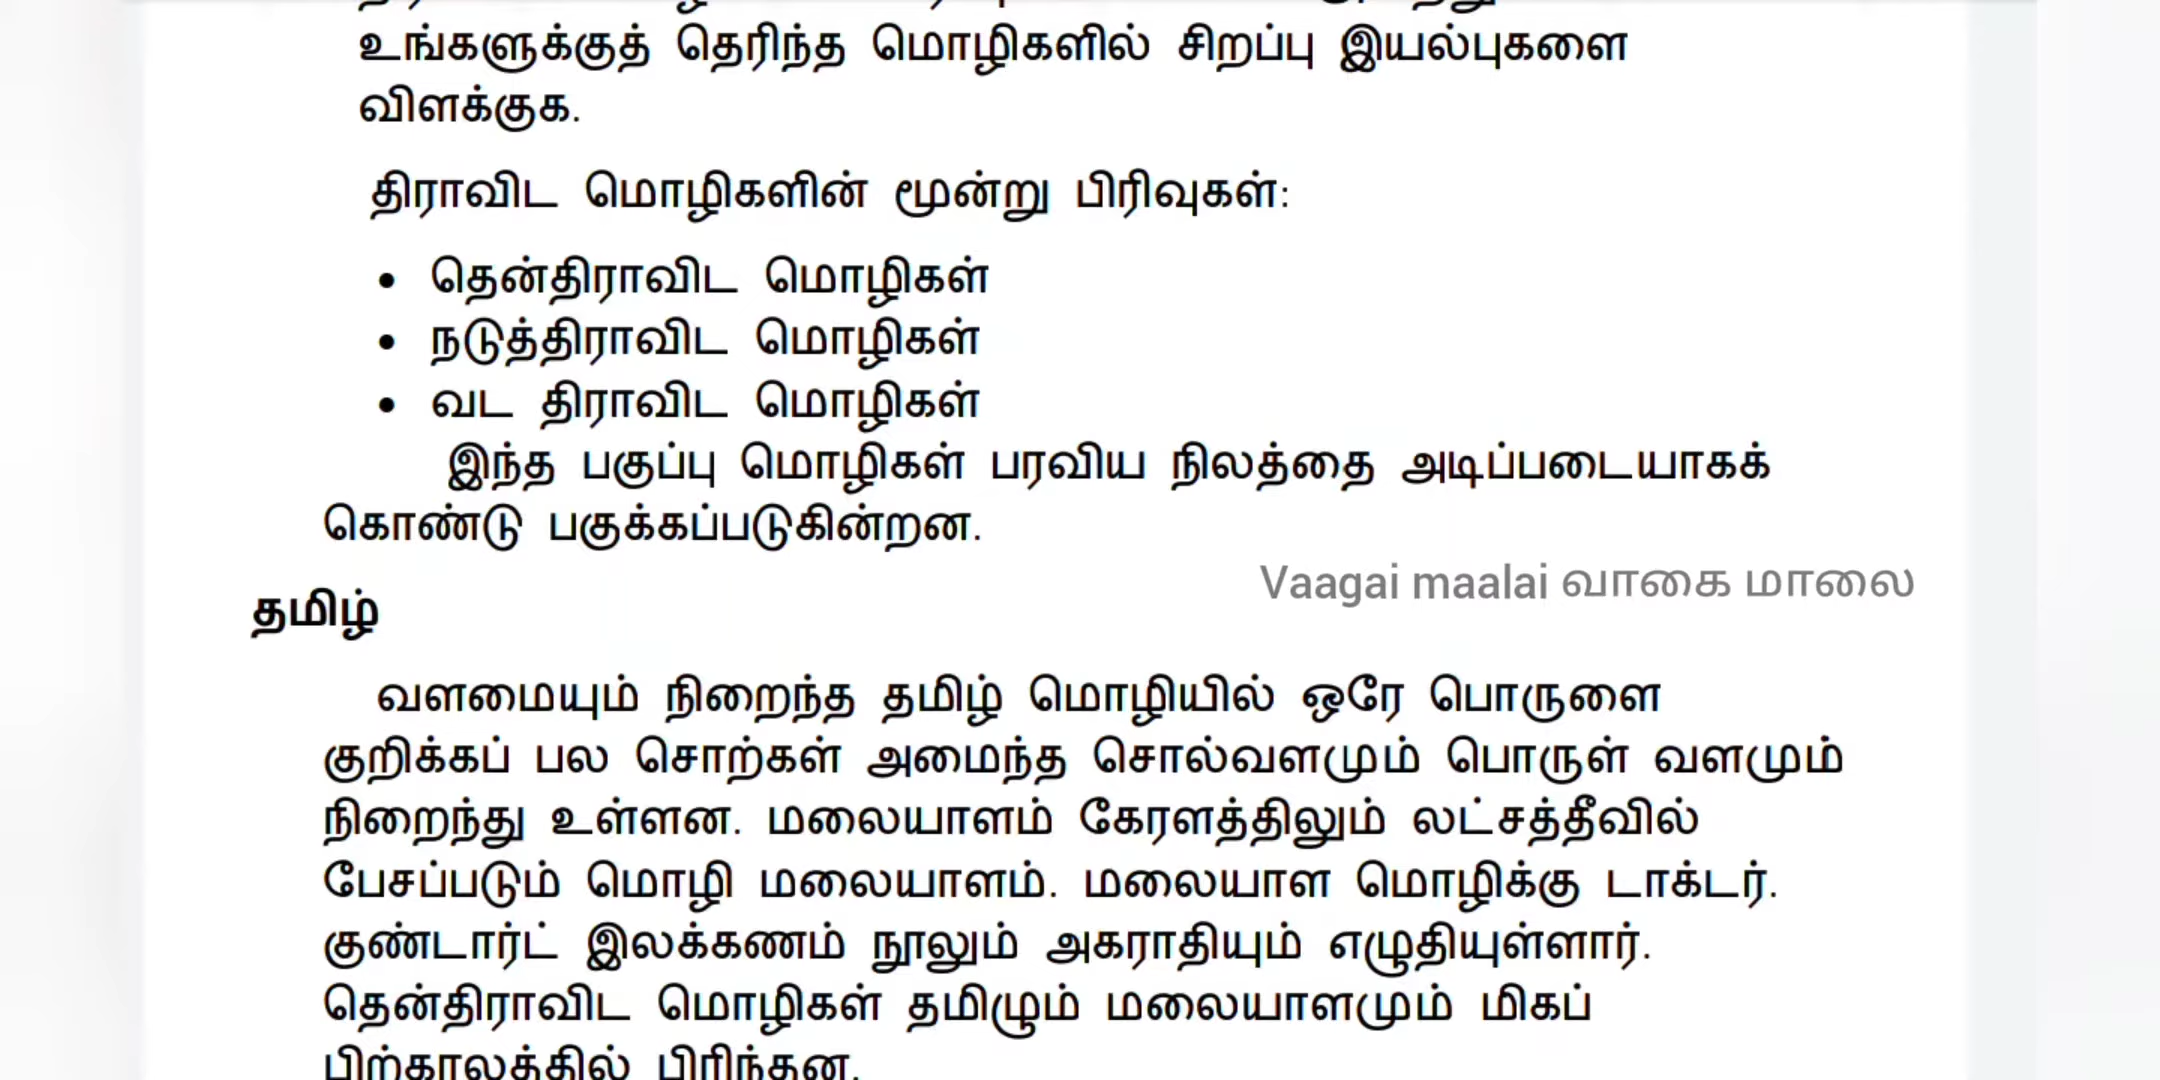 உங்களுக்குத் தெரிந்த மொழிகளில் சிறப்பு இயல்புகளை
விளக்குக.
திராவிட மொழிகளின் மூன்று பிரிவுகள்:
• தென்திராவிட மொழிகள்
• நடுத்திராவிட மொழிகள்
• வட திராவிட மொழிகள்
இந்த பகுப்பு மொழிகள் பரவிய நிலத்தை அடிப்படையாகக்
கொண்டு பகுக்கப்படுகின்றன.
Vaagai maalai வாகை மாலை
தமிழ்
வளமையும் நிறைந்த தமிழ் மொழியில் ஒரே பொருளை
குறிக்கப் பல சொற்கள் அமைந்த சொல்வளமும் பொருள் வளமும்
நிறைந்து உள்ளன. மலையாளம் கேரளத்திலும் லட்சத்தீவில்
பேசப்படும் மொழி மலையாளம். மலையாள மொழிக்கு டாக்டர்.
குண்டார்ட் இலக்கணம் நூலும் அகராதியும் எழுதியுள்ளார்.
தென்திராவிட மொழிகள் தமிழும் மலையாளமும் மிகப்
பிற்காலத்தில் பிரிந்தன.